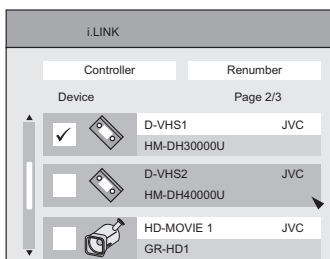 i.LINK
Controller Renumber
Device Page 2/3
D-VHS1 JVC
HM-DH30000U
D-VHS2 JVC
HM-DH40000U
HD-MOVIE 1 JVC
GR-HD1